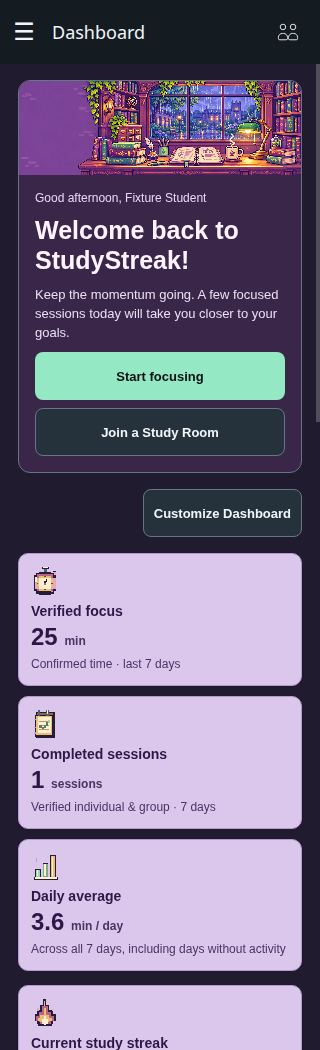 Dashboard
Good afternoon, Fixture Student
Welcome back to
StudyStreak!
Keep the momentum going. A few focused
sessions today will take you closer to your
goals.
Start focusing
Join a Study Room
Customize Dashboard
Verified focus
25 min
Confirmed time · last 7 days
Completed sessions
1 sessions
Verified individual & group · 7 days
Daily average
3.6 min / day
Across all 7 days, including days without activity
Current study streak